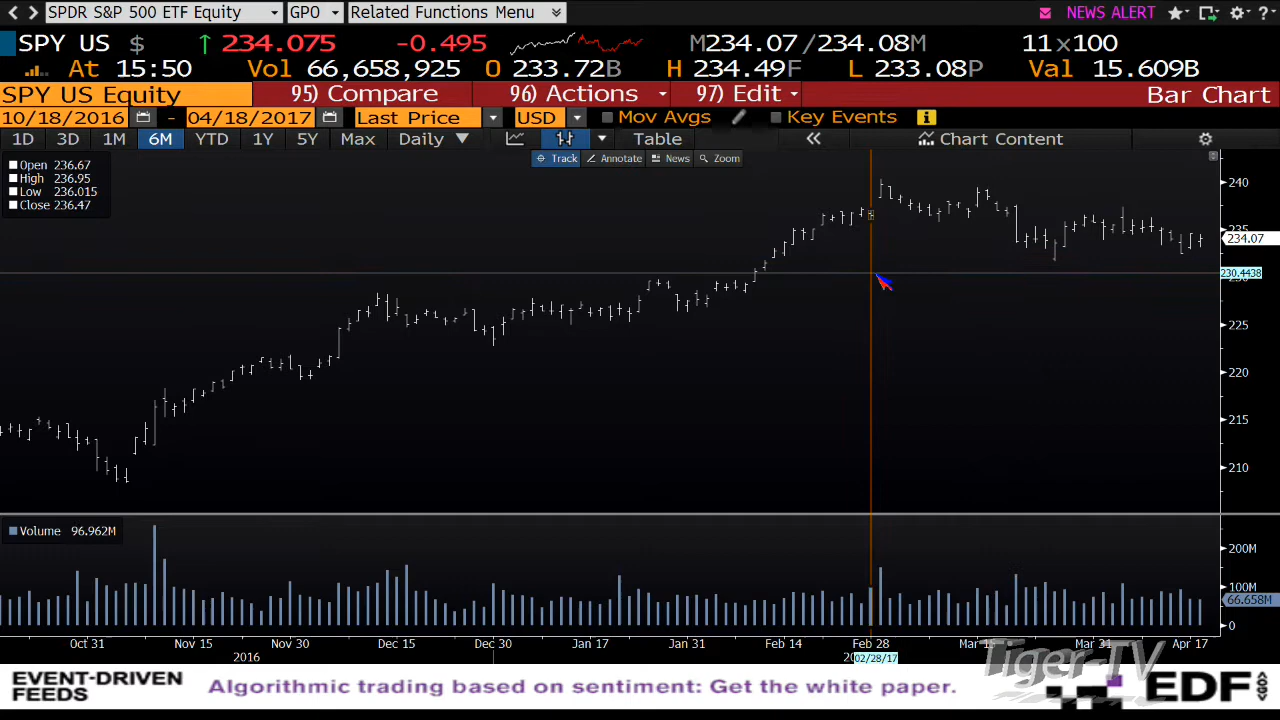 SPDR S&P 500 ETF Equity GPO Related Functions Menu NEWS ALERT ?
SPY US $ ↑ 234.075 -0.495 M234.07/234.08M 11x100
At 15:50 Vol 66,658,925 O 233.72B H 234.49F L 233.08P Val 15.609B
SPY US Equity 95) Compare 96) Actions 97) Edit Bar Chart
10/18/2016 - 04/18/2017 Last Price USD Mov Avgs Key Events i
1D 3D 1M 6M YTD 1Y 5Y Max Daily Table « Chart Content
Track Annotate News Zoom
Open 236.67
High 236.95
Low 236.015
Close 236.47
240
235
234.07
230.4438
230
225
220
215
210
Volume 96.962M
200M
100M
66.658M
0
Oct 31 Nov 15 Nov 30 Dec 15 Dec 30 Jan 17 Jan 31 Feb 14 Feb 28 Mar 15 Mar 31 Apr 17
2016 02/28/17
Tiger-TV
EVENT-DRIVEN
FEEDS
Algorithmic trading based on sentiment: Get the white paper.
EDF